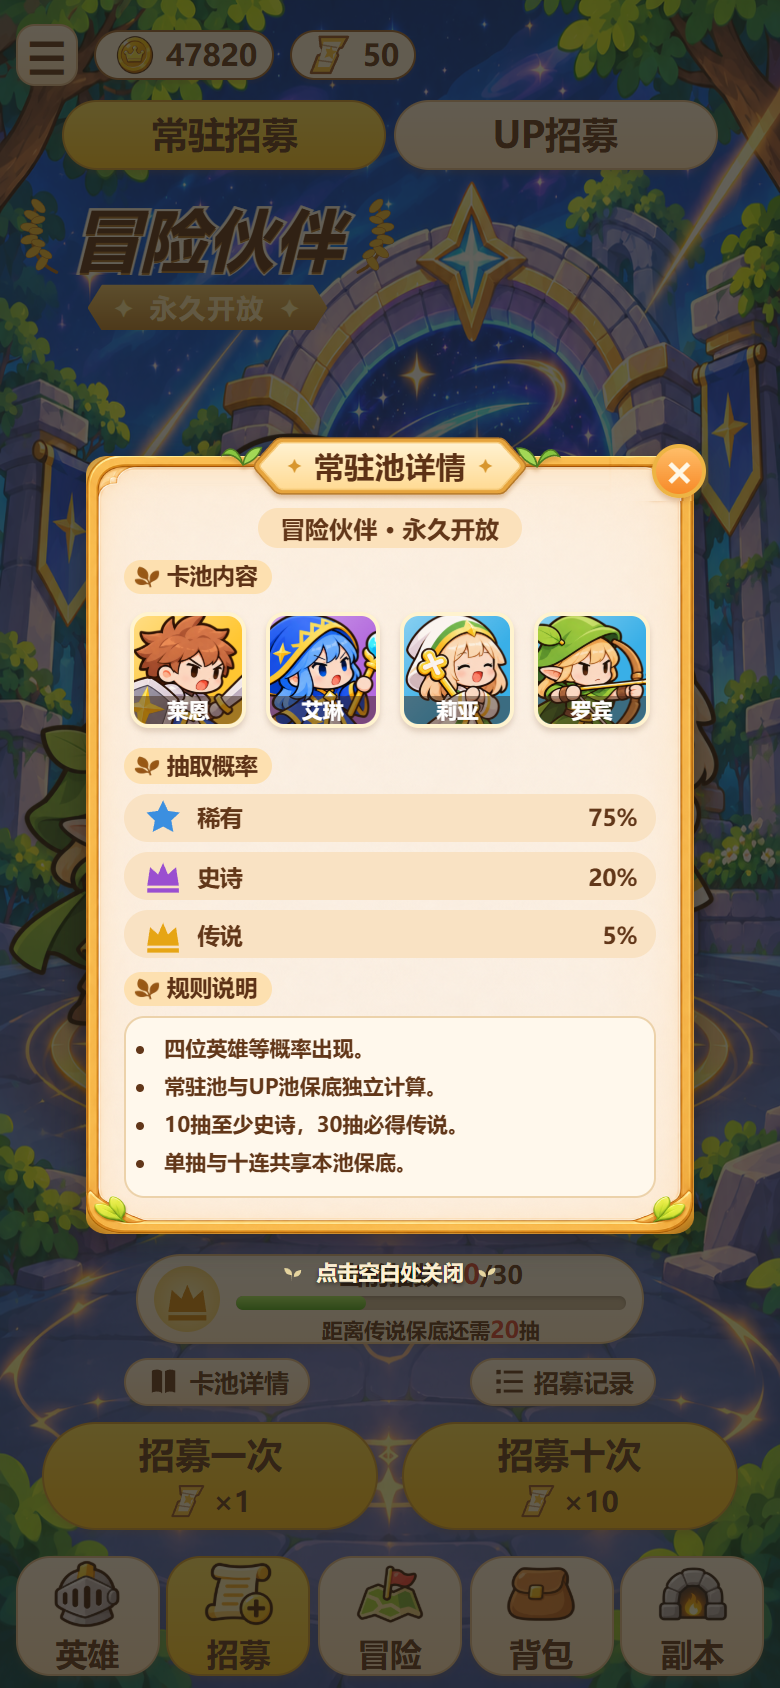 47820
50
常驻招募
UP招募
冒险伙伴
永久开放
常驻池详情
冒险伙伴·永久开放
卡池内容
莱恩
艾琳
莉亚
罗宾
抽取概率
稀有
75%
史诗
20%
传说
5%
规则说明
四位英雄等概率出现。
常驻池与UP池保底独立计算。
10抽至少史诗，30抽必得传说。
单抽与十连共享本池保底。
点击空白处关闭
0/30
距离传说保底还需20抽
卡池详情
招募记录
招募一次
×1
招募十次
×10
英雄
招募
冒险
背包
副本